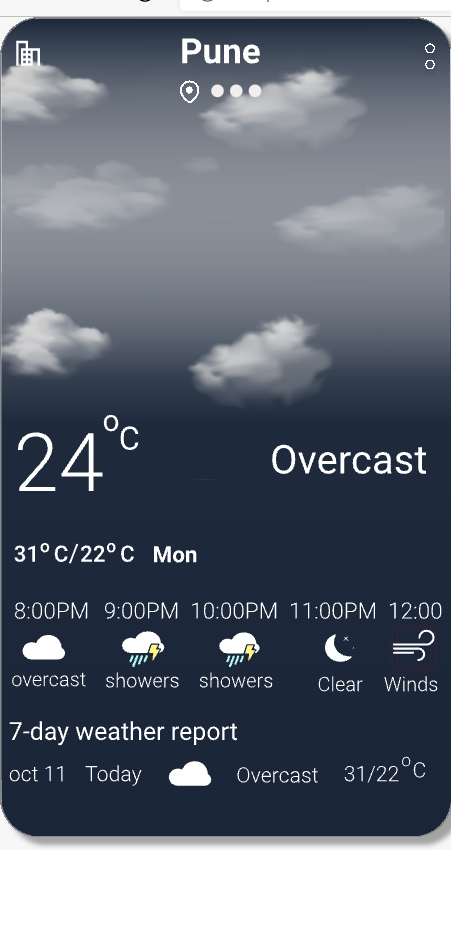 Pune
24°C
Overcast
31°C/22°C Mon
8:00PM 9:00PM 10:00PM 11:00PM 12:00
overcast showers showers Clear Winds
7-day weather report
oct 11 Today Overcast 31/22°C